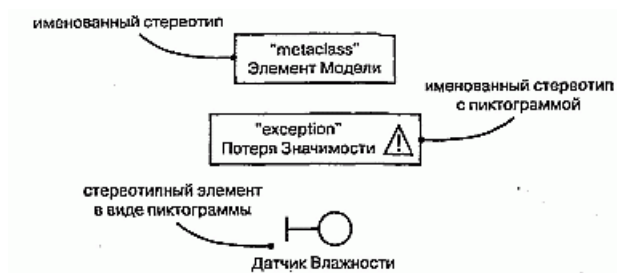 именованный стереотип
"metaclass"
Элемент Модели
именованный стереотип
с пиктограммой
"exception"
Потеря Значимости
стереотипный элемент
в виде пиктограммы
Датчик Влажности